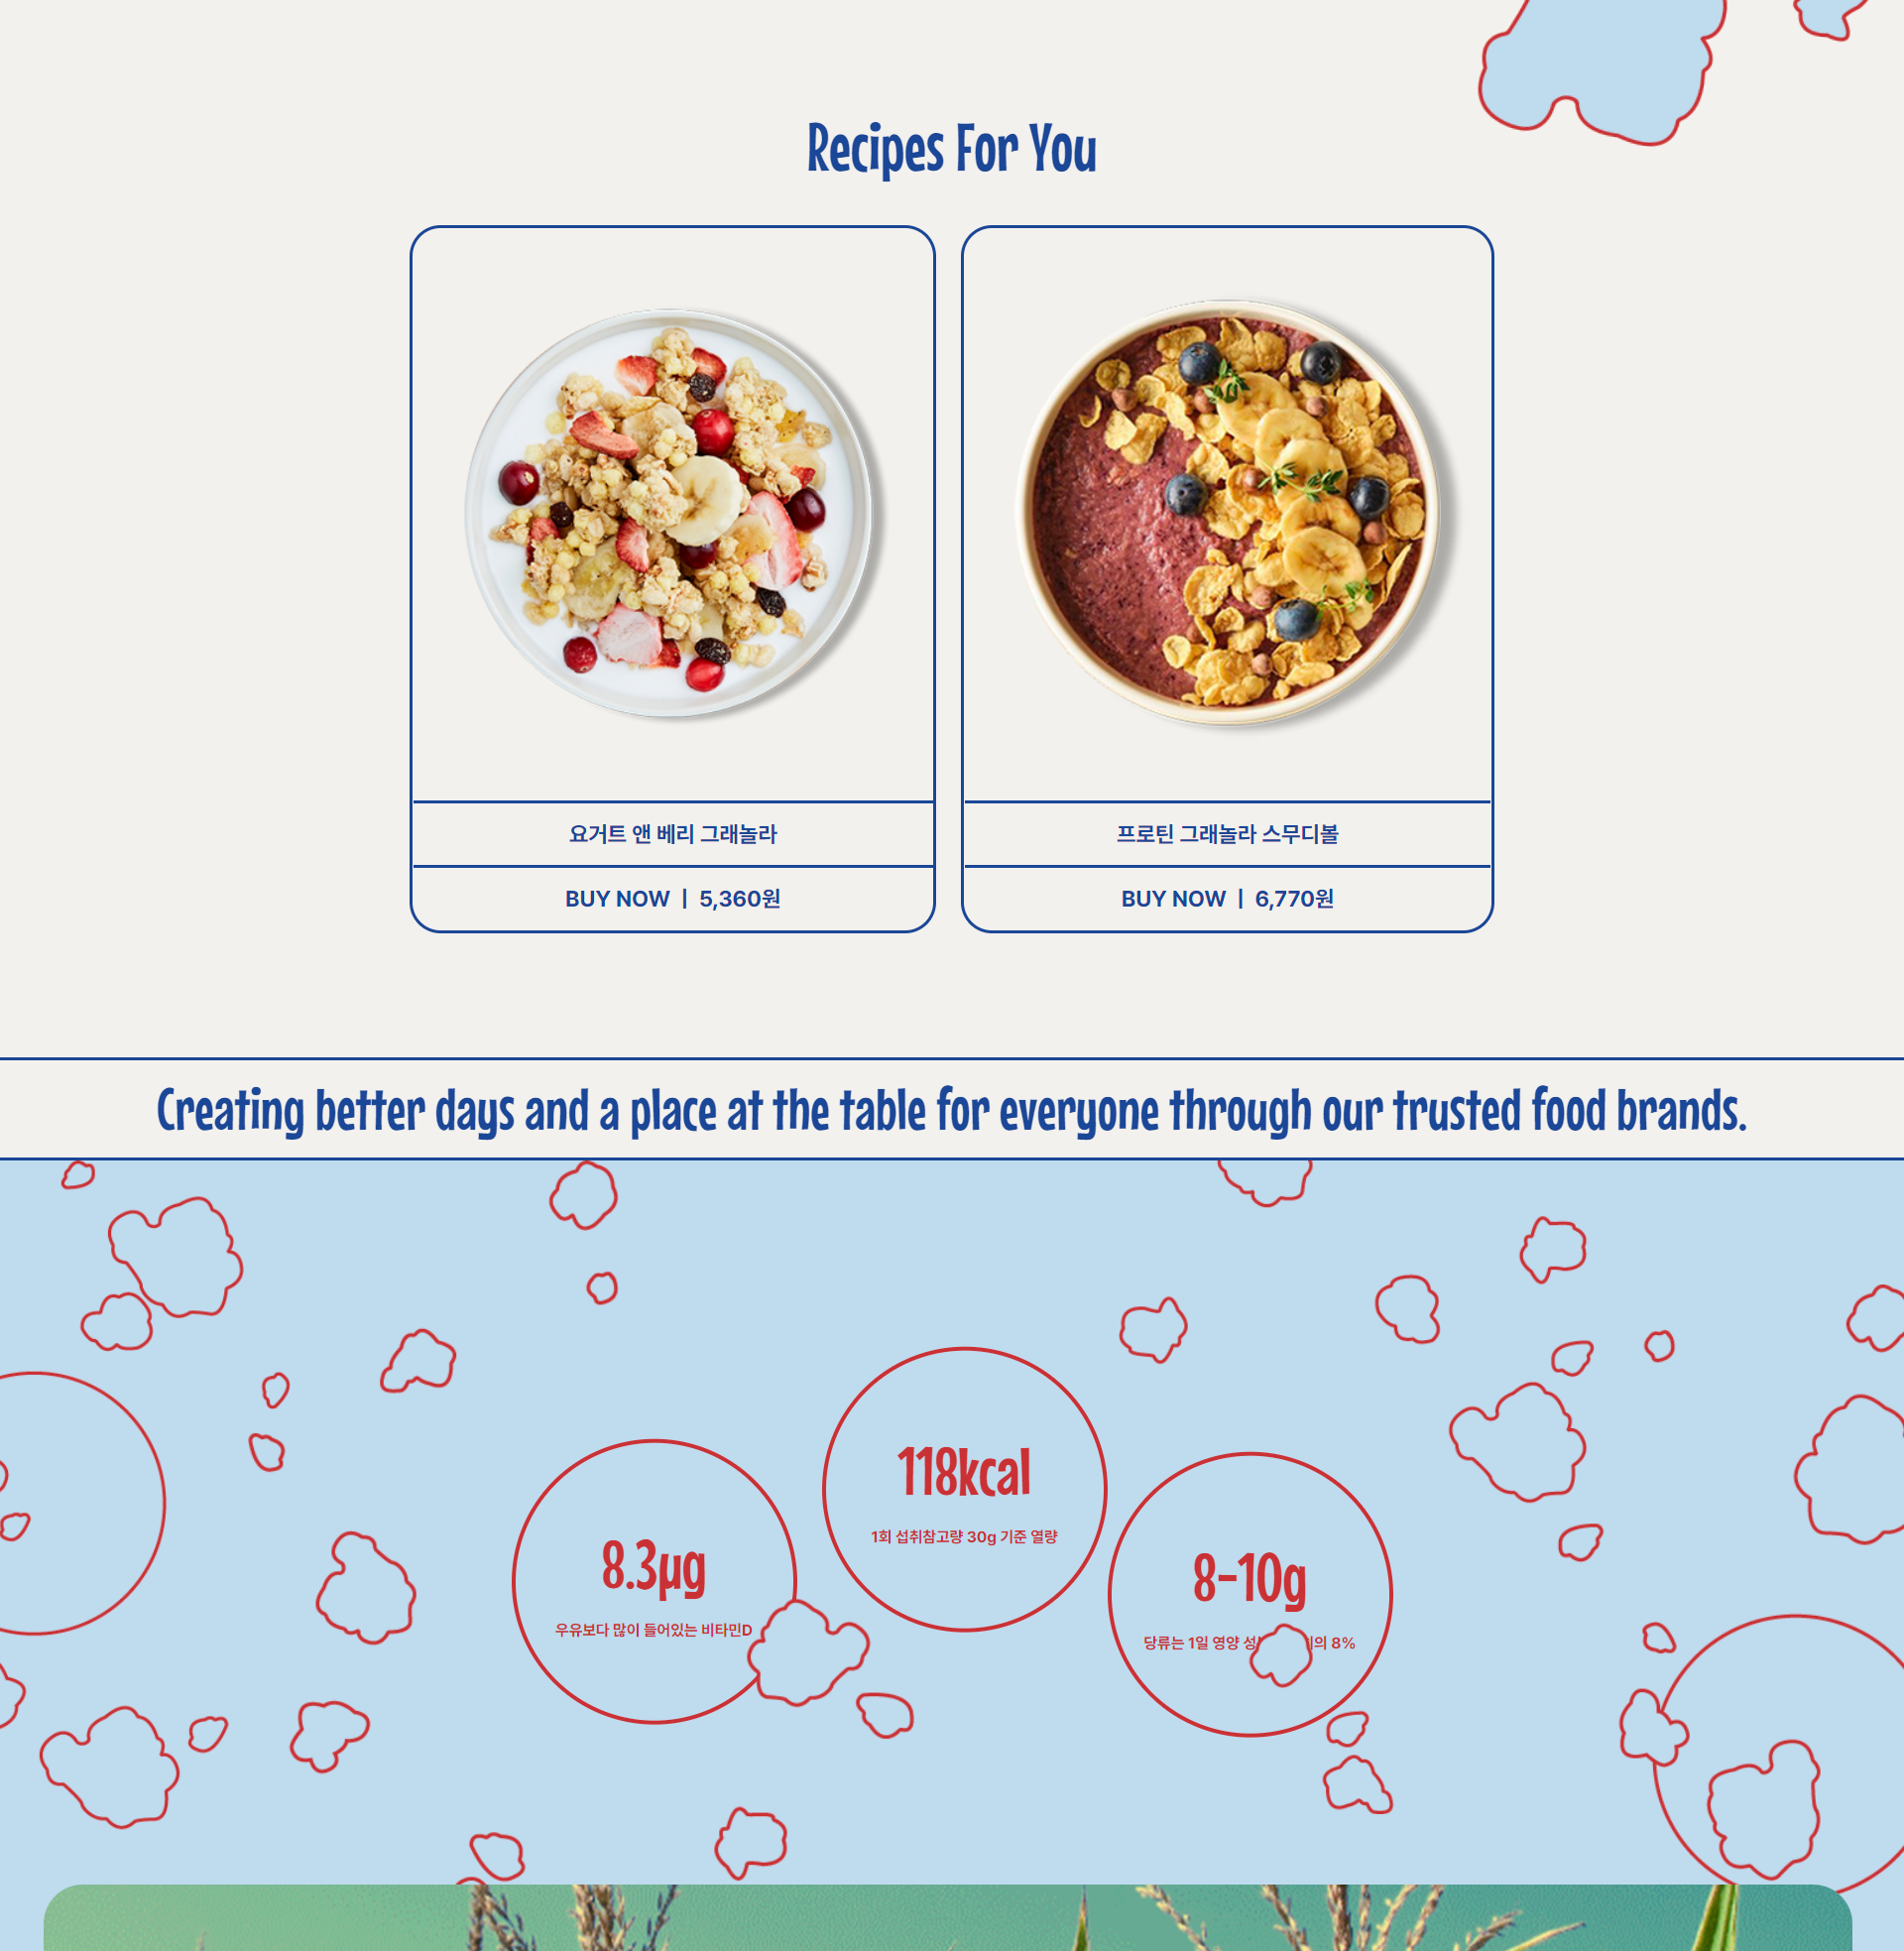 Recipes For You
요거트 앤 베리 그래놀라
프로틴 그래놀라 스무디볼
BUY NOW | 5,360원
BUY NOW | 6,770원
Creating better days and a place at the table for everyone through our trusted food brands.
118kcal
1회 섭취참고량 30g 기준 열량
8.3µg
우유보다 많이 들어있는 비타민D
8-10g
당류는 1일 영양 8%